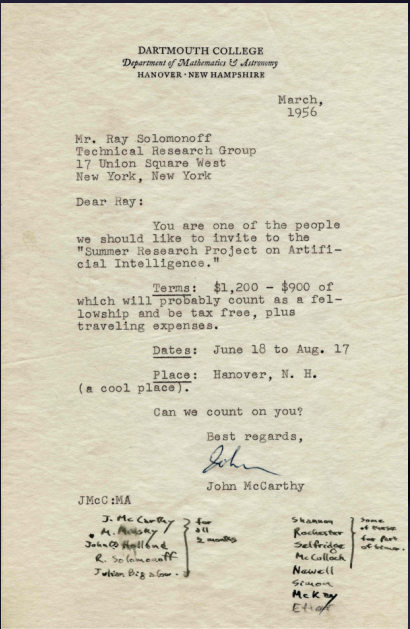 DARTMOUTH COLLEGE
Department of Mathematics & Astronomy
HANOVER · NEW HAMPSHIRE
March,
1956
Mr. Ray Solomonoff
Technical Research Group
17 Union Square West
New York, New York
Dear Ray:
You are one of the people
we should like to invite to the
"Summer Research Project on Artifi-
cial Intelligence."
Terms: $1,200 - $900 of
which will probably count as a fel-
lowship and be tax free, plus
traveling expenses.
Dates: June 18 to Aug. 17
Place: Hanover, N. H.
(a cool place).
Can we count on you?
Best regards,
John
John McCarthy
JMcC:MA
J. McCarthy
M. Minsky
John Holland
R. Solomonoff
Julian Bigelow.
for
all
2 months
Shannon
Rochester
Selfridge
McCulloch
Newell
Simon
McKay
some
of these
for part
of